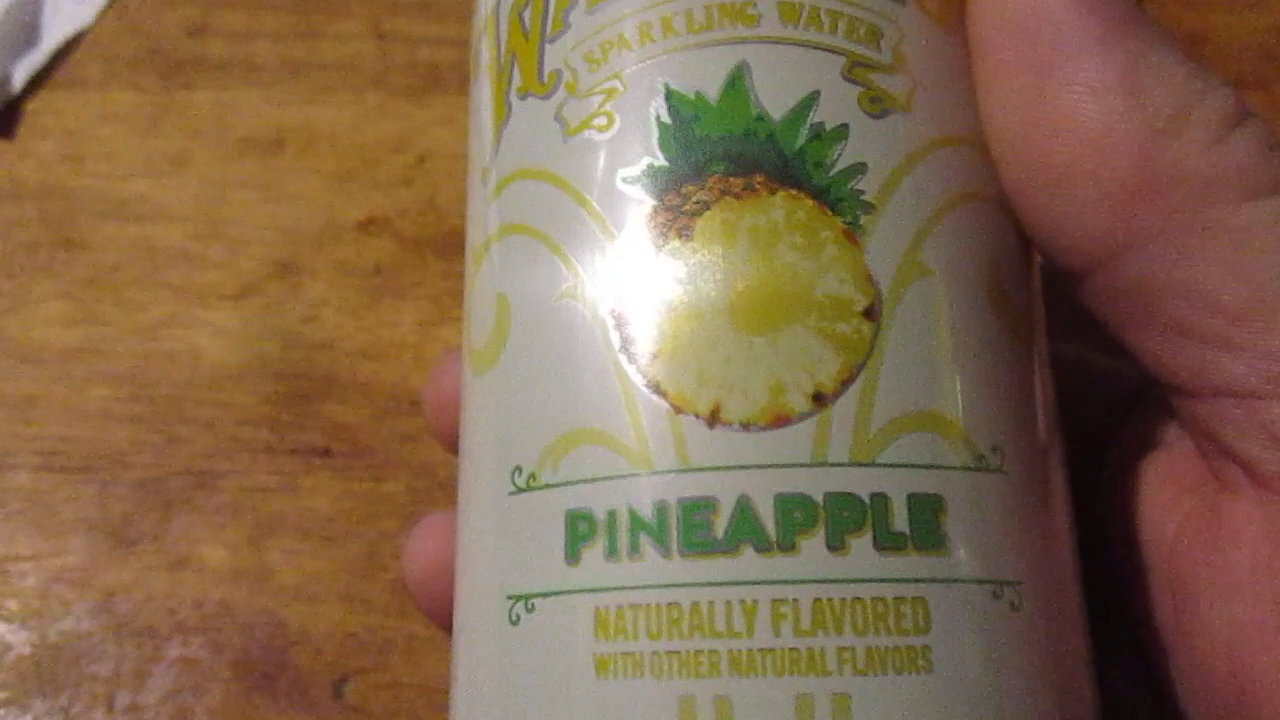 SPARKLING WATER
PINEAPPLE
NATURALLY FLAVORED
WITH OTHER NATURAL FLAVORS